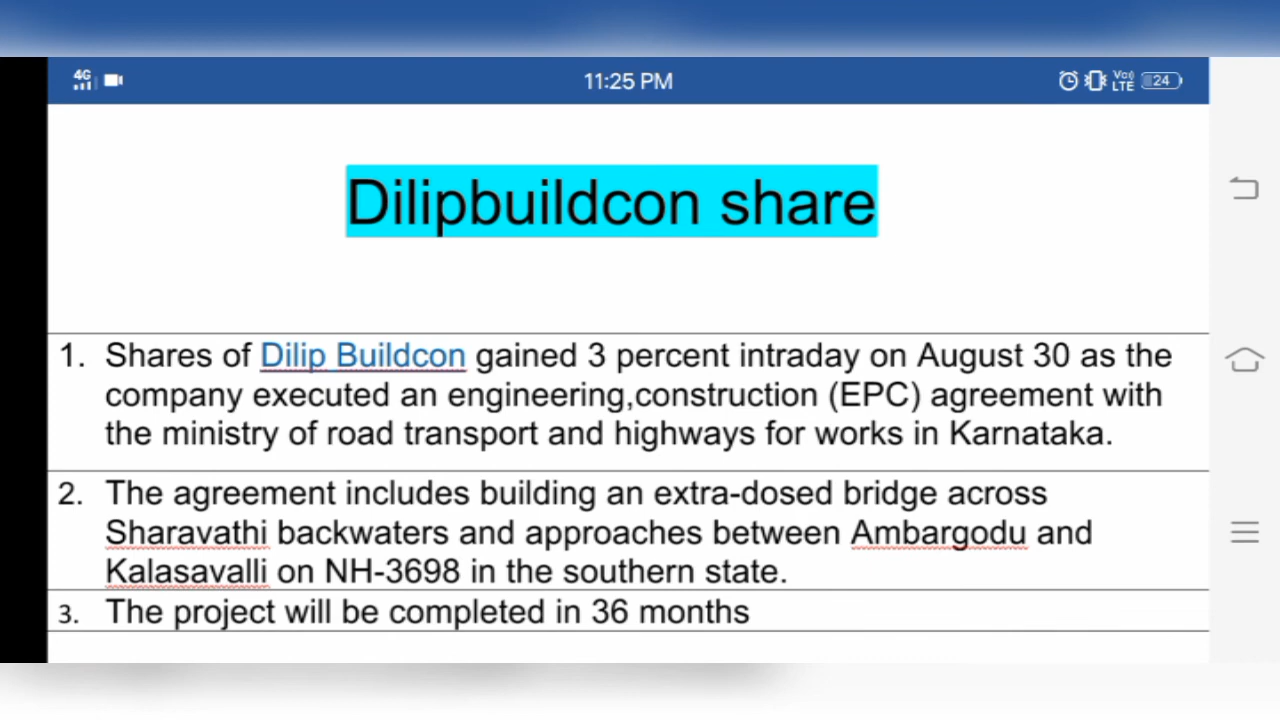 4G 11:25 PM Vo) LTE 24
Dilipbuildcon share
1. Shares of Dilip Buildcon gained 3 percent intraday on August 30 as the
company executed an engineering,construction (EPC) agreement with
the ministry of road transport and highways for works in Karnataka.
2. The agreement includes building an extra-dosed bridge across
Sharavathi backwaters and approaches between Ambargodu and
Kalasavalli on NH-3698 in the southern state.
3. The project will be completed in 36 months